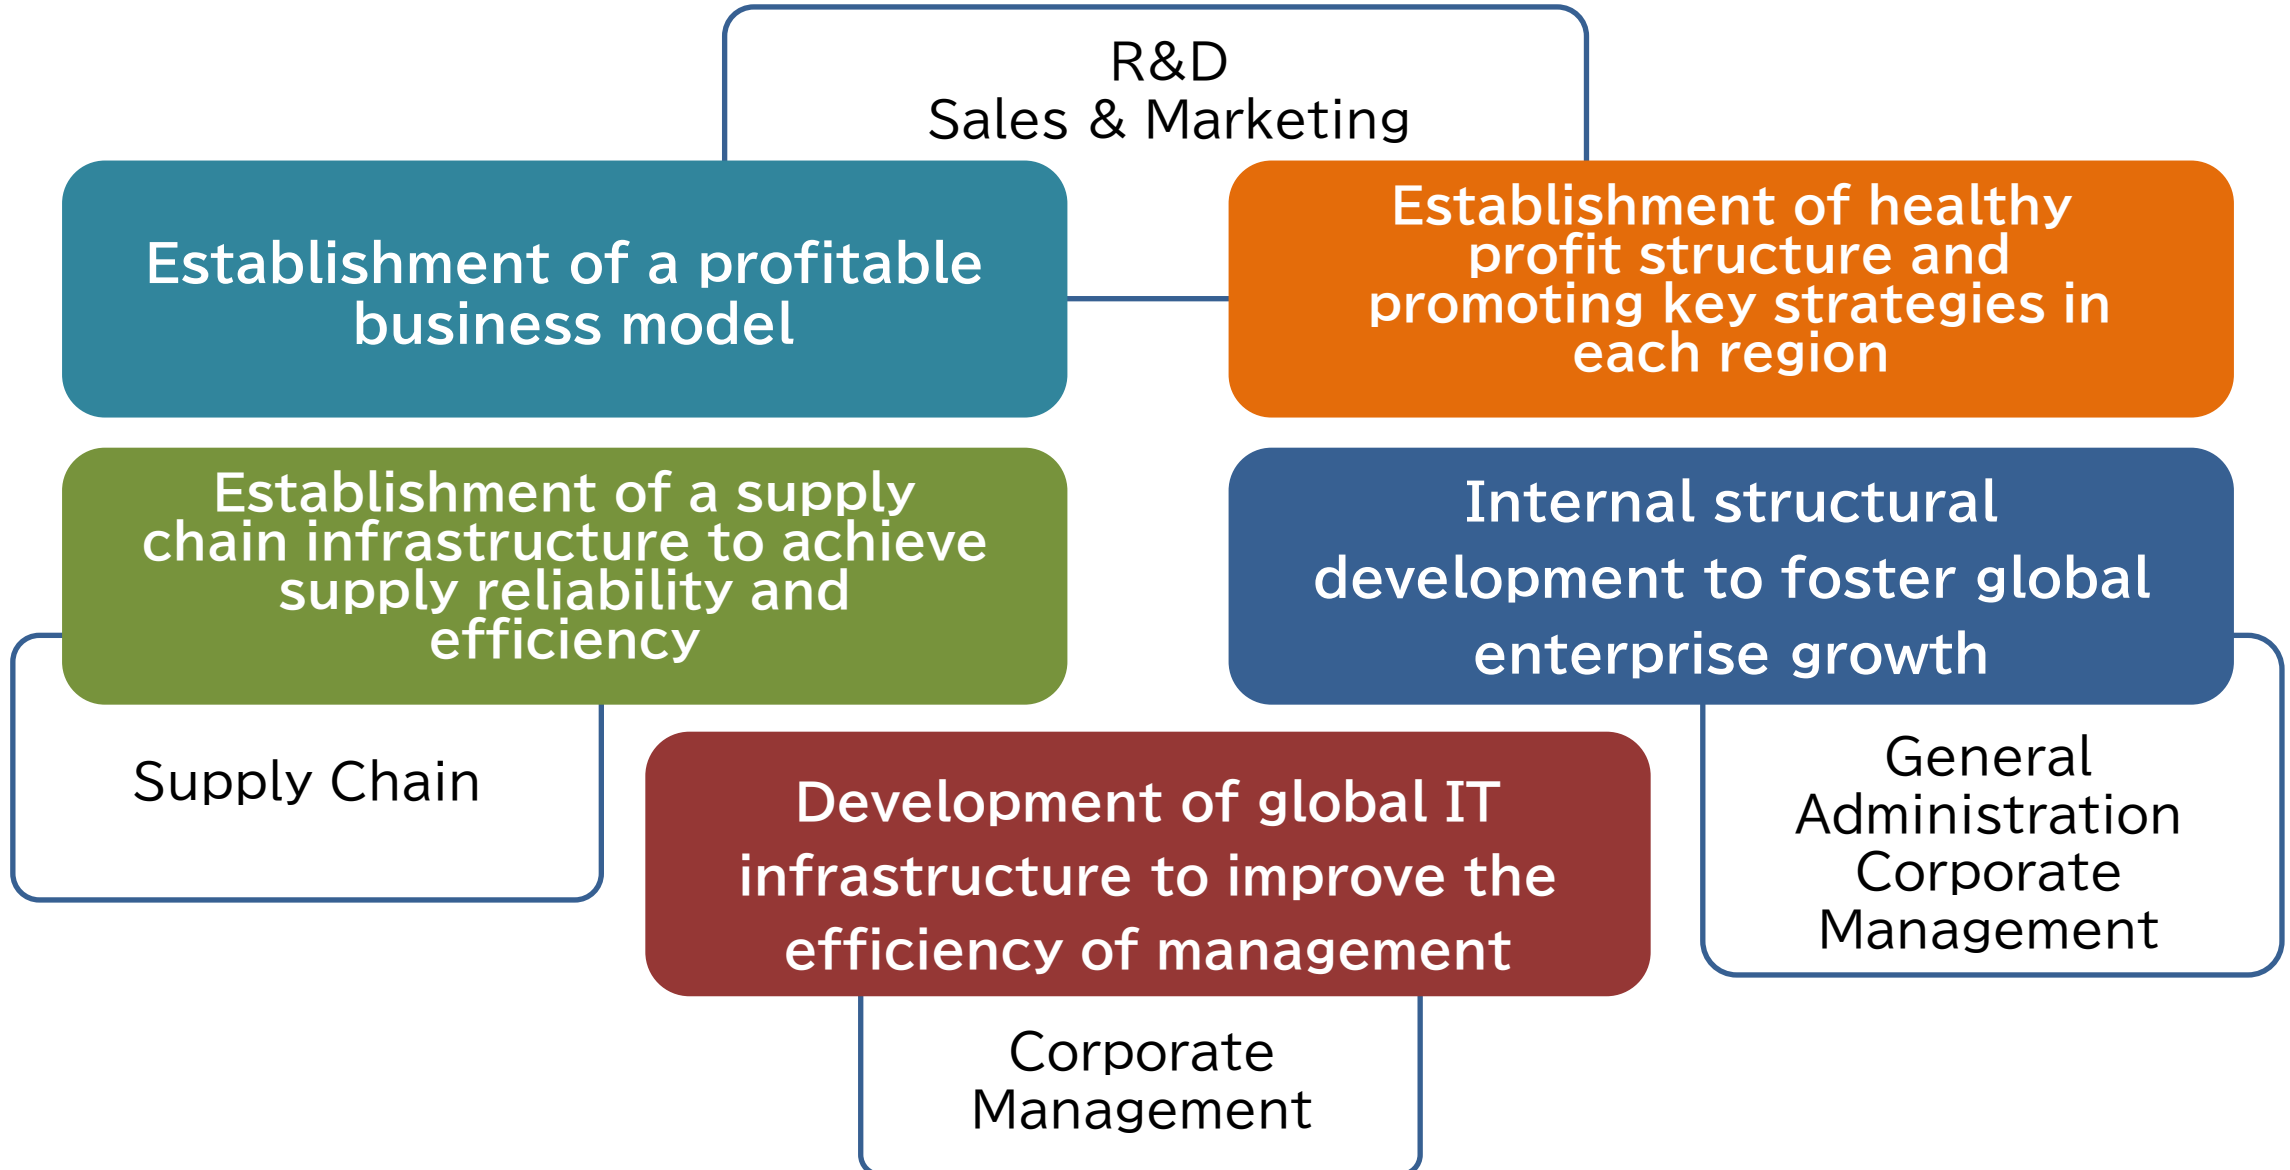 R&D
Sales & Marketing
Establishment of a profitable
business model
Establishment of healthy
profit structure and
promoting key strategies in
each region
Establishment of a supply
chain infrastructure to achieve
supply reliability and
efficiency
Internal structural
development to foster global
enterprise growth
Supply Chain
Development of global IT
infrastructure to improve the
efficiency of management
General
Administration
Corporate
Management
Corporate
Management